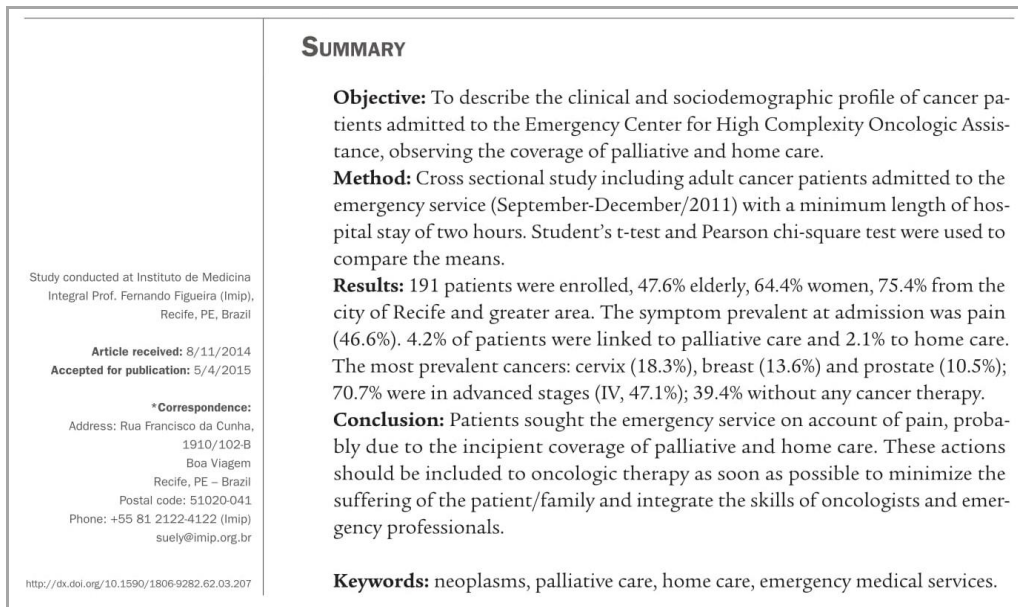 Study conducted at Instituto de Medicina
Integral Prof. Fernando Figueira (Imip),
Recife, PE, Brazil
Article received: 8/11/2014
Accepted for publication: 5/4/2015
*Correspondence:
Address: Rua Francisco da Cunha,
1910/102-B
Boa Viagem
Recife, PE – Brazil
Postal code: 51020-041
Phone: +55 81 2122-4122 (Imip)
suely@imip.org.br
http://dx.doi.org/10.1590/1806-9282.62.03.207
SUMMARY
Objective: To describe the clinical and sociodemographic profile of cancer pa-
tients admitted to the Emergency Center for High Complexity Oncologic Assis-
tance, observing the coverage of palliative and home care.
Method: Cross sectional study including adult cancer patients admitted to the
emergency service (September-December/2011) with a minimum length of hos-
pital stay of two hours. Student’s t-test and Pearson chi-square test were used to
compare the means.
Results: 191 patients were enrolled, 47.6% elderly, 64.4% women, 75.4% from the
city of Recife and greater area. The symptom prevalent at admission was pain
(46.6%). 4.2% of patients were linked to palliative care and 2.1% to home care.
The most prevalent cancers: cervix (18.3%), breast (13.6%) and prostate (10.5%);
70.7% were in advanced stages (IV, 47.1%); 39.4% without any cancer therapy.
Conclusion: Patients sought the emergency service on account of pain, proba-
bly due to the incipient coverage of palliative and home care. These actions
should be included to oncologic therapy as soon as possible to minimize the
suffering of the patient/family and integrate the skills of oncologists and emer-
gency professionals.
Keywords: neoplasms, palliative care, home care, emergency medical services.